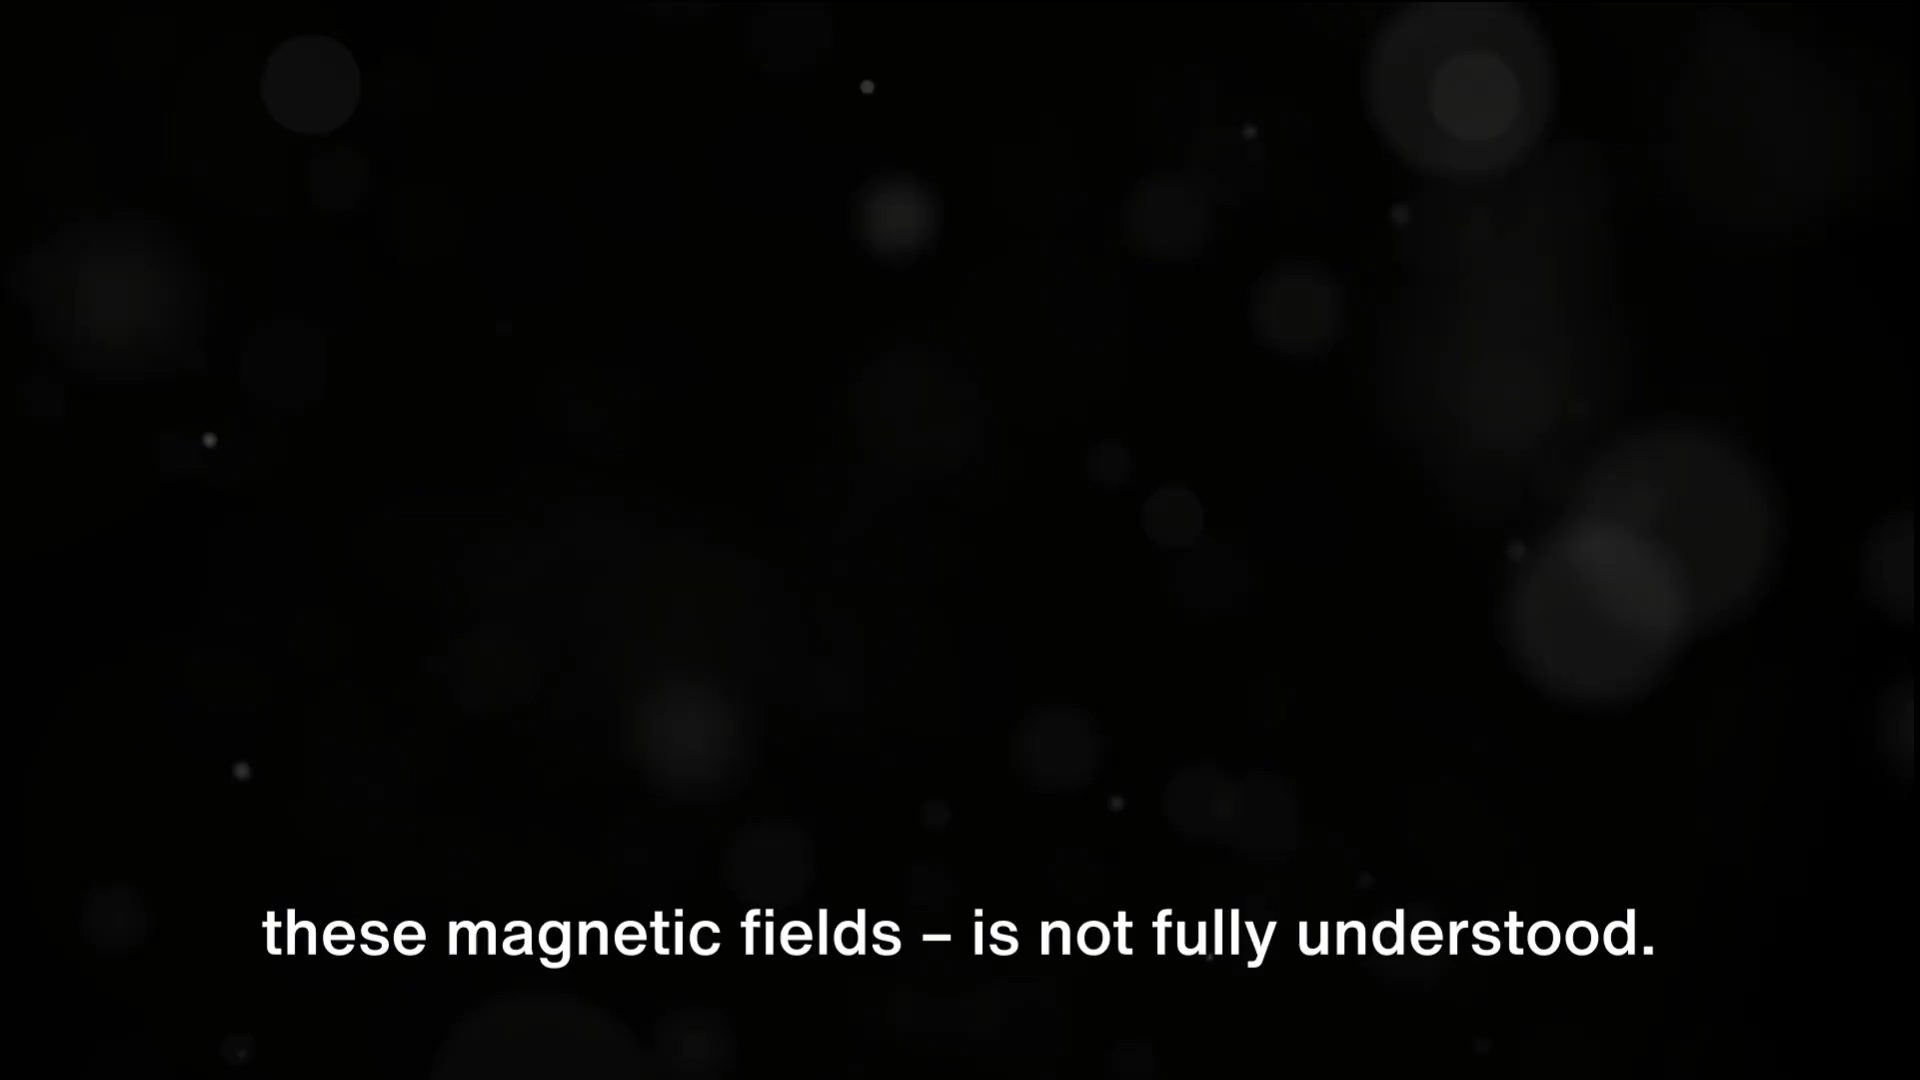 these magnetic fields – is not fully understood.